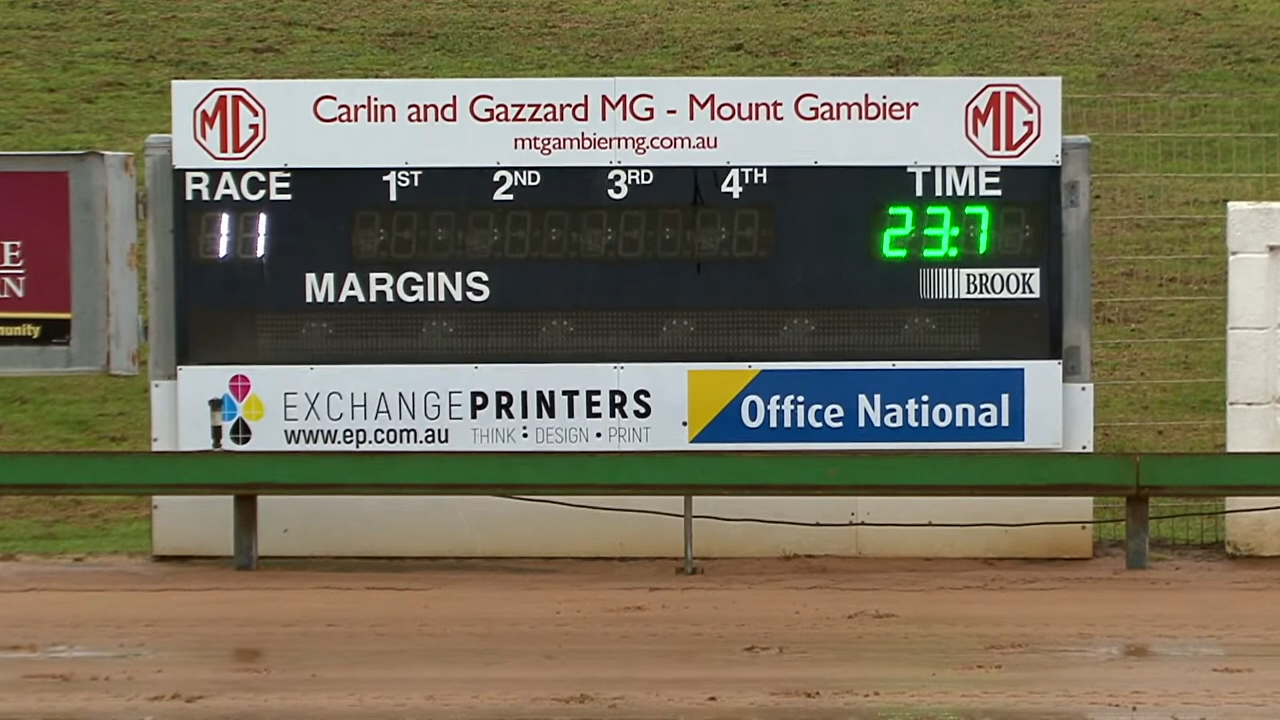 MG Carlin and Gazzard MG - Mount Gambier MG
mtgambiermg.com.au
RACE 1ST 2ND 3RD 4TH TIME
11 23:7
MARGINS BROOK
EXCHANGEPRINTERS
www.ep.com.au THINK : DESIGN • PRINT
Office National